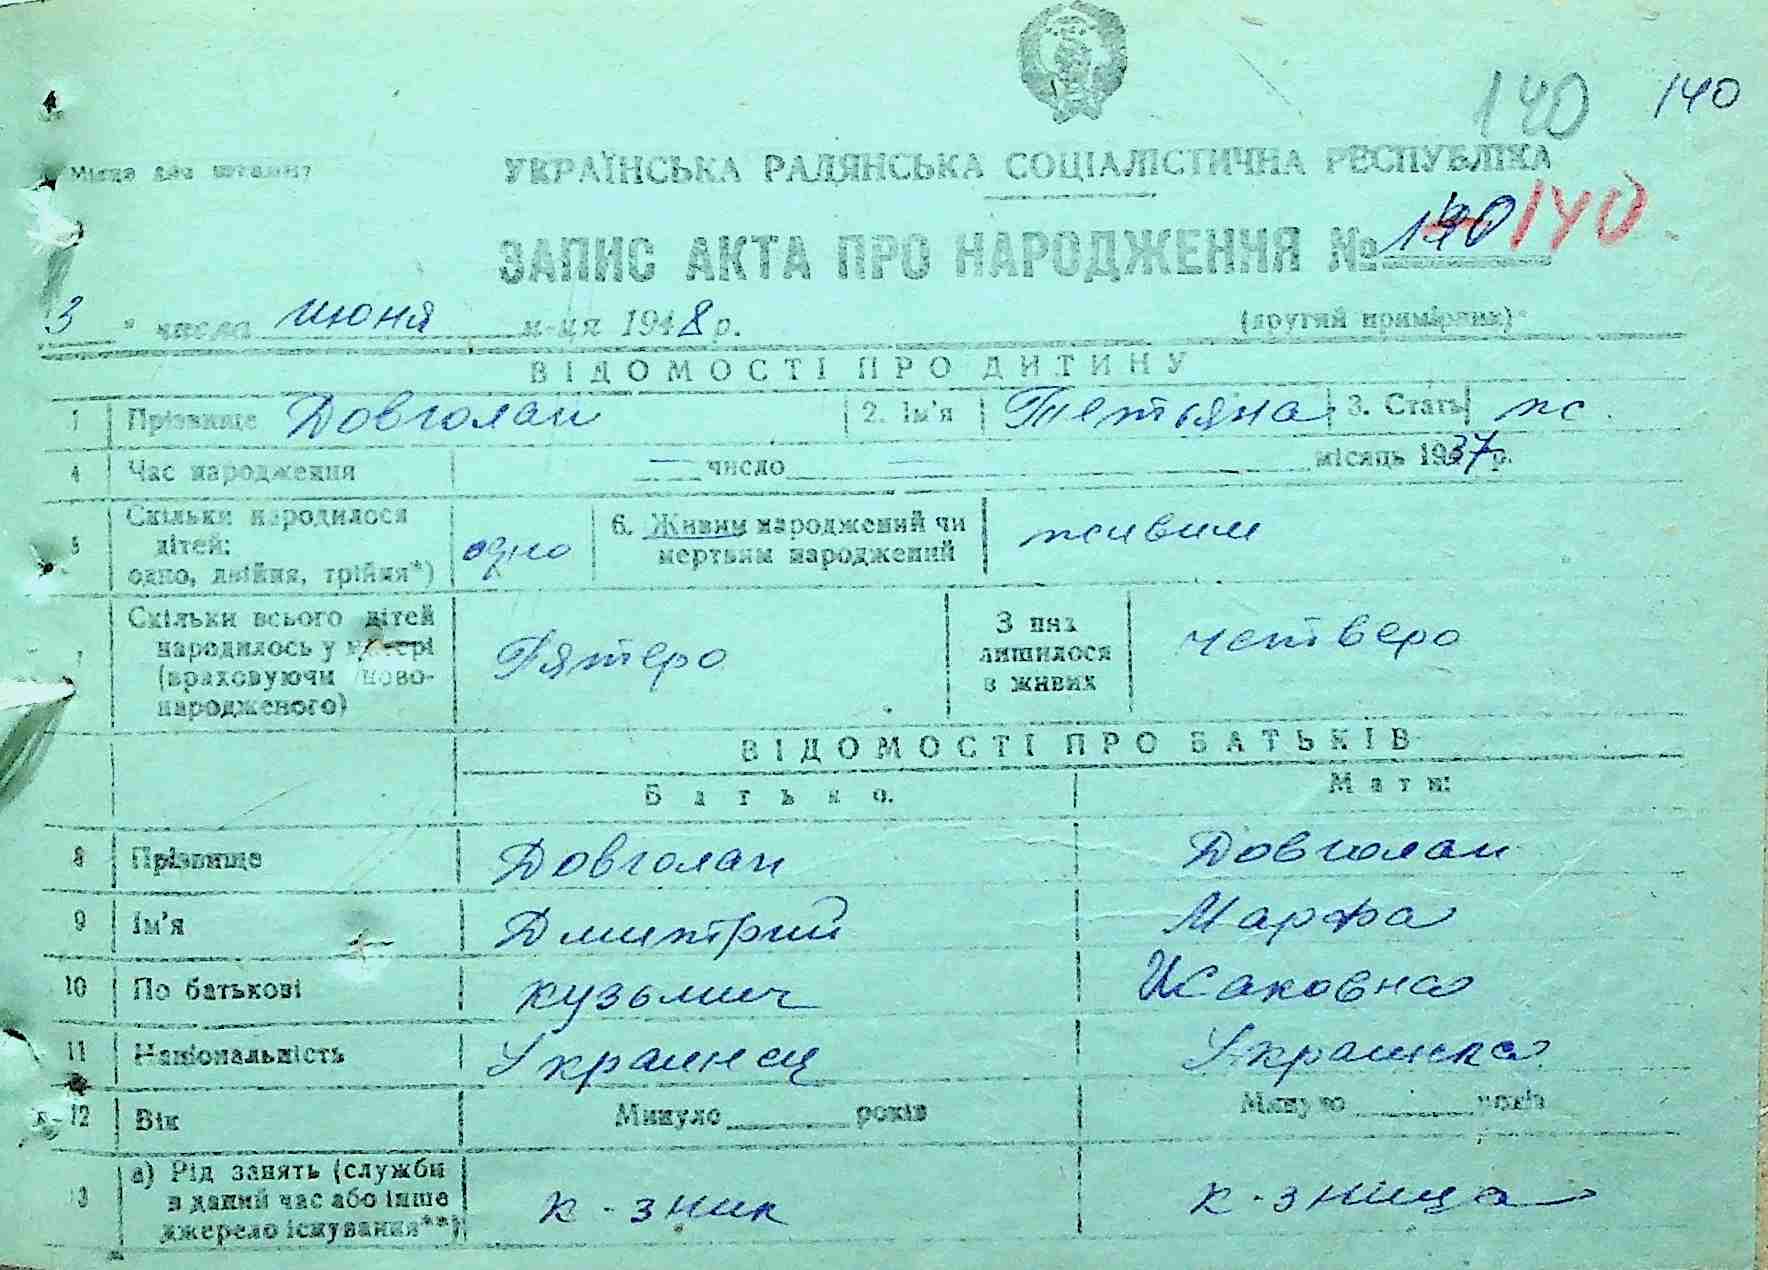 140 140
Місце для штампу
УКРАЇНСЬКА РАДЯНСЬКА СОЦІАЛІСТИЧНА РЕСПУБЛІКА
ЗАПИС АКТА ПРО НАРОДЖЕННЯ № 140 140
3 " числа июня м-ця 1948 р. (другий примірник)
ВІДОМОСТІ ПРО ДИТИНУ
1 Прізвище Довголап 2. Ім'я Тетьяна 3. Стать ж.
4 Час народження — число — місяць 1937 р.
5 Скільки народилося
дітей:
одно, двійня, трійня*) одно 6. Живим народжений чи
мертвим народжений живим
7 Скільки всього дітей
народилось у матері
(враховуючи ново-
народженого) Пятеро З них
лишилося
в живих четверо
ВІДОМОСТІ ПРО БАТЬКІВ
Батько. Мати:
8 Прізвище Довголап Довголап
9 Ім'я Дмитрий Марфа
10 По батькові кузьмич Исаковна
11 Національність Украинец Украинка
12 Вік Минуло ____ років Минуло ____ років
13 а) Рід занять (служби
в даний час або інше
джерело існування**) к-зник к-зница